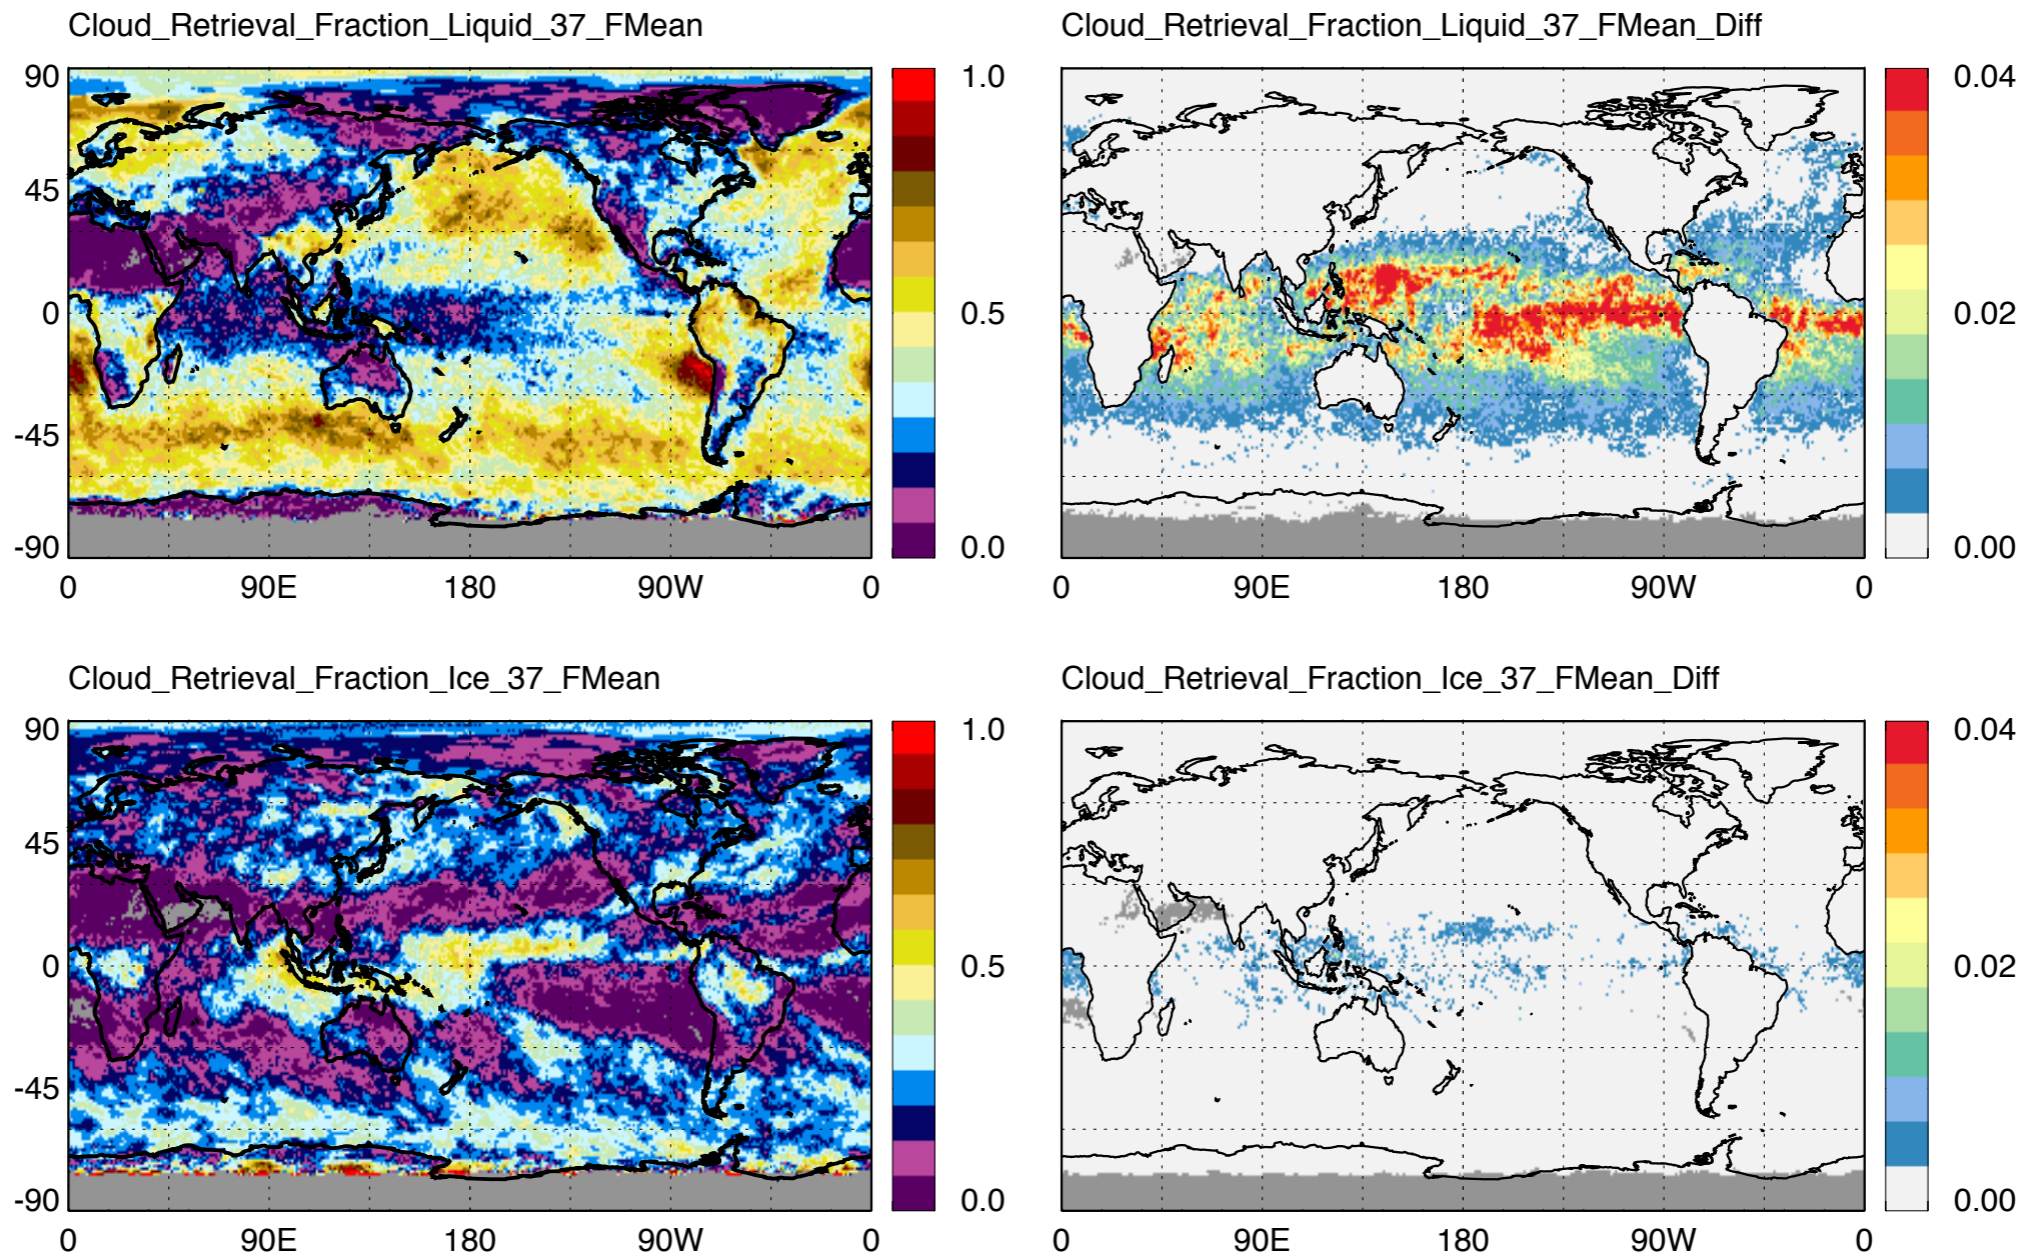 Cloud_Retrieval_Fraction_Liquid_37_FMean
90
45
0
-45
-90
0 90E 180 90W 0
1.0
0.5
0.0
Cloud_Retrieval_Fraction_Liquid_37_FMean_Diff
0 90E 180 90W 0
0.04
0.02
0.00
Cloud_Retrieval_Fraction_Ice_37_FMean
90
45
0
-45
-90
0 90E 180 90W 0
1.0
0.5
0.0
Cloud_Retrieval_Fraction_Ice_37_FMean_Diff
0 90E 180 90W 0
0.04
0.02
0.00